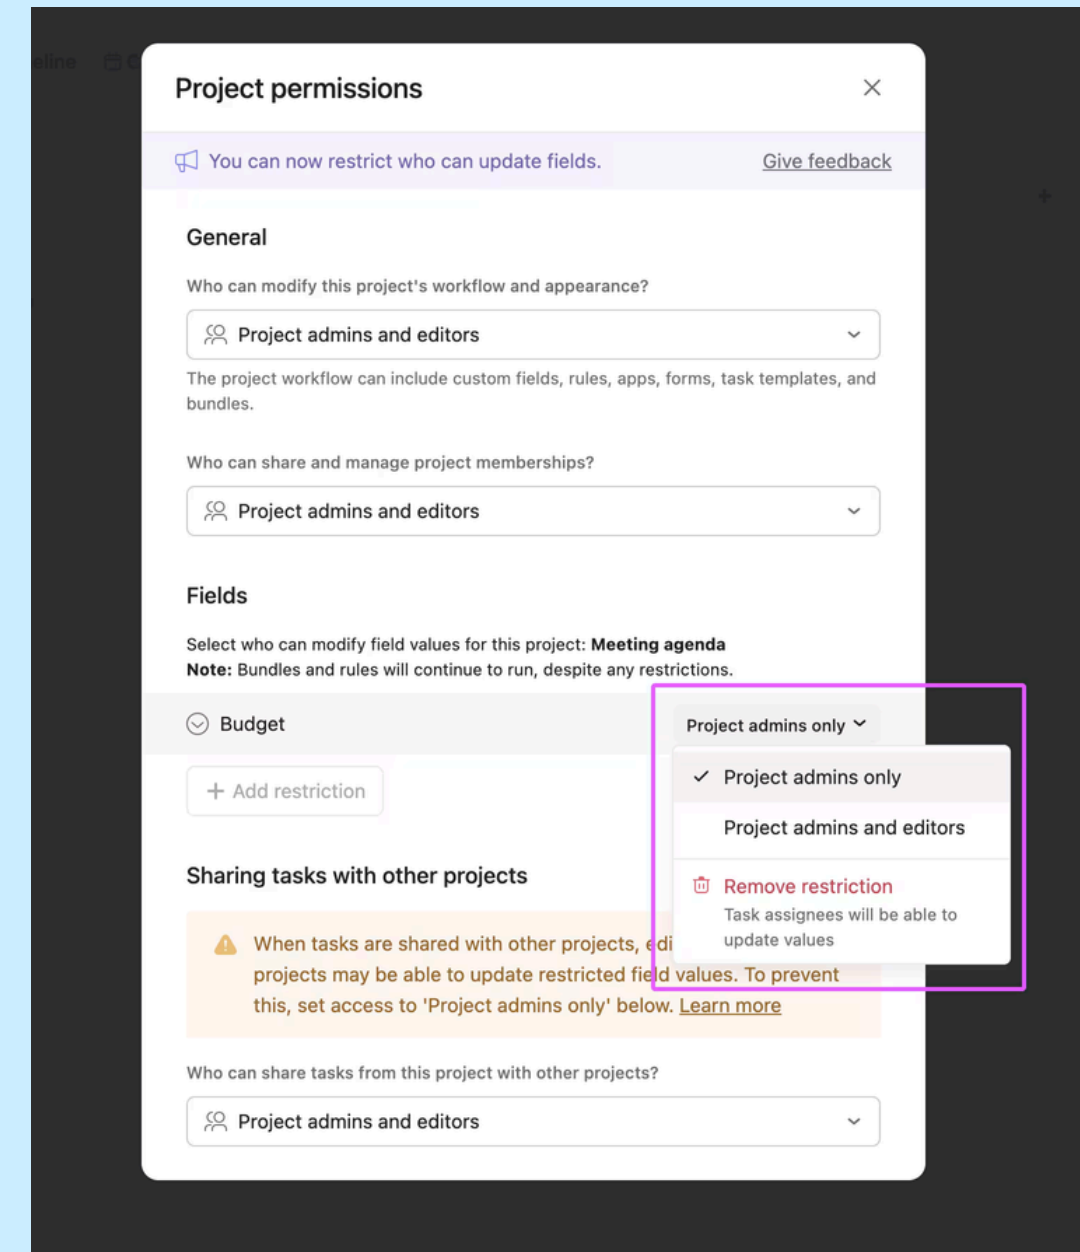 eline
Project permissions
You can now restrict who can update fields. Give feedback
General
Who can modify this project's workflow and appearance?
Project admins and editors
The project workflow can include custom fields, rules, apps, forms, task templates, and
bundles.
Who can share and manage project memberships?
Project admins and editors
Fields
Select who can modify field values for this project: Meeting agenda
Note: Bundles and rules will continue to run, despite any restrictions.
Budget
Project admins only
Project admins only
Project admins and editors
Remove restriction
Task assignees will be able to
update values
+ Add restriction
Sharing tasks with other projects
When tasks are shared with other projects, edi
projects may be able to update restricted field values. To prevent
this, set access to 'Project admins only' below. Learn more
Who can share tasks from this project with other projects?
Project admins and editors